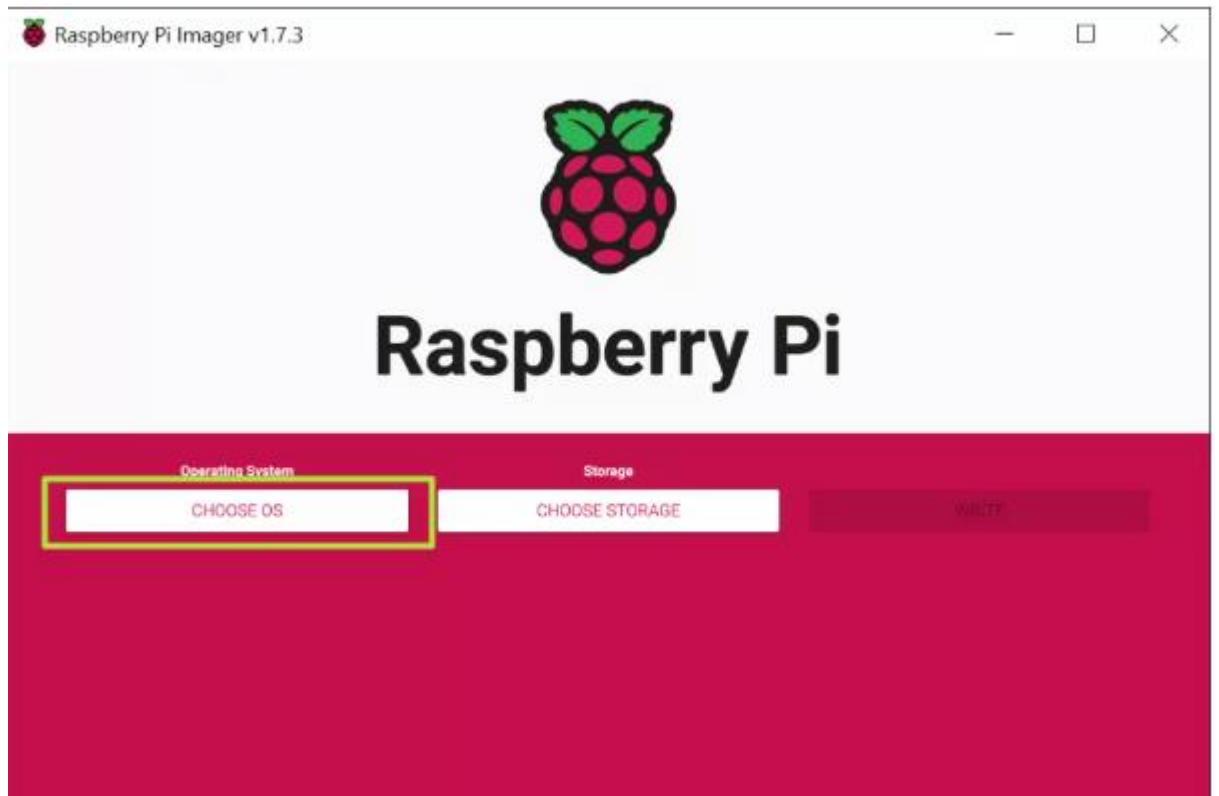 Raspberry Pi Imager v1.7.3
Raspberry Pi
Operating System
Storage
CHOOSE OS
CHOOSE STORAGE
WRITE